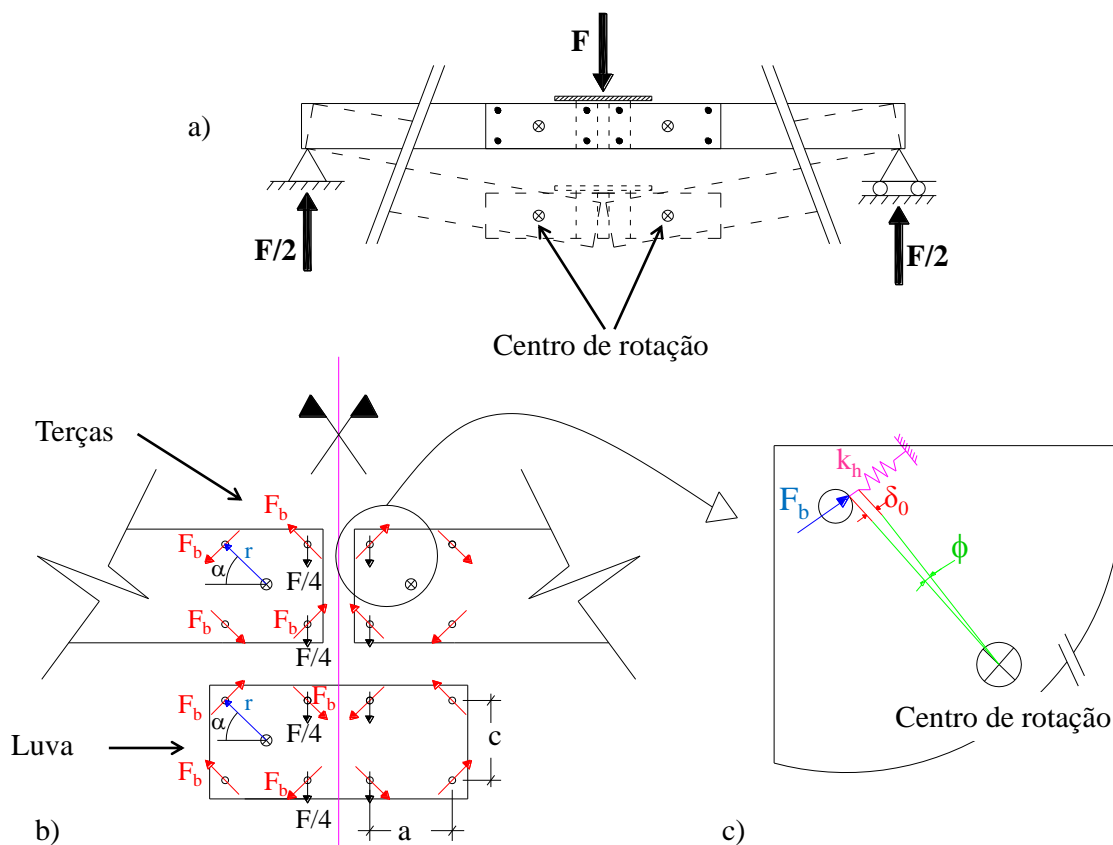 F
a)
F/2
F/2
Centro de rotação
Terças
F_b
F_b
r
α
F/4
F_b
F_b
F/4
F_b
F_b
r
α
F/4
Luva
c
F_b
F_b
F/4
a
b)
k_h
F_b
δ_0
ϕ
Centro de rotação
c)